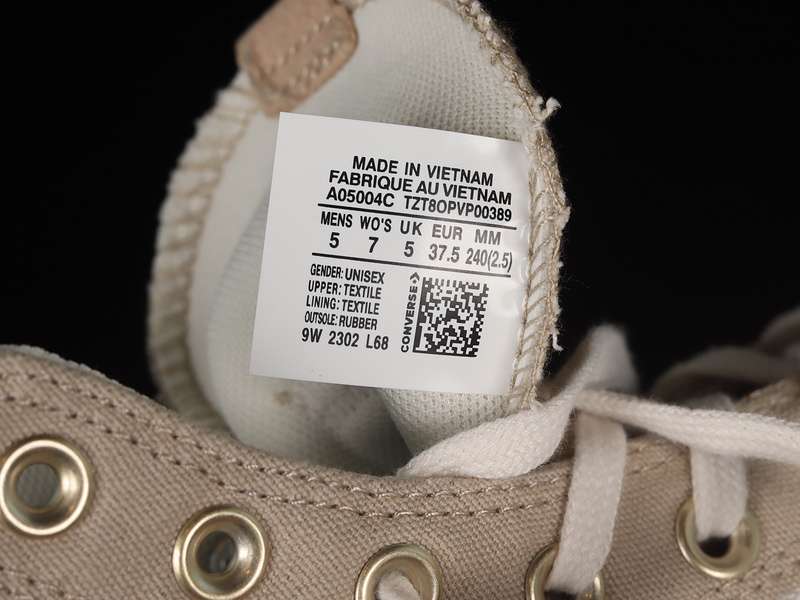 MADE IN VIETNAM
FABRIQUE AU VIETNAM
A05004C TZT8OPVP00389
MENS WO'S UK EUR MM
5 7 5 37.5 240(2.5)
GENDER: UNISEX
UPPER: TEXTILE
LINING: TEXTILE
OUTSOLE: RUBBER
9W 2302 L68
CONVERSE